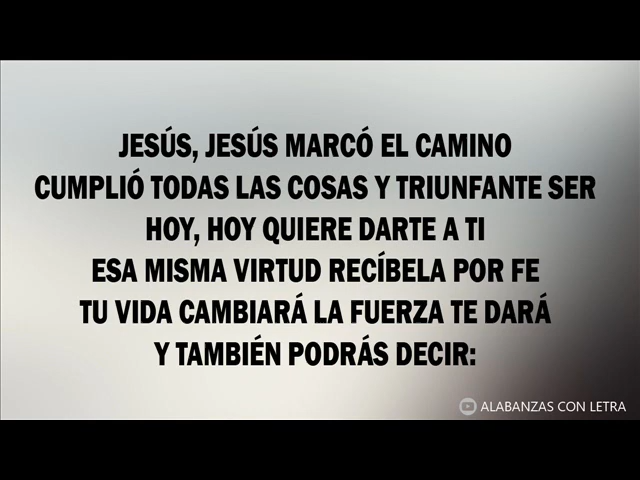 JESÚS, JESÚS MARCÓ EL CAMINO
CUMPLIÓ TODAS LAS COSAS Y TRIUNFANTE SER
HOY, HOY QUIERE DARTE A TI
ESA MISMA VIRTUD RECÍBELA POR FE
TU VIDA CAMBIARÁ LA FUERZA TE DARÁ
Y TAMBIÉN PODRÁS DECIR:
ALABANZAS CON LETRA